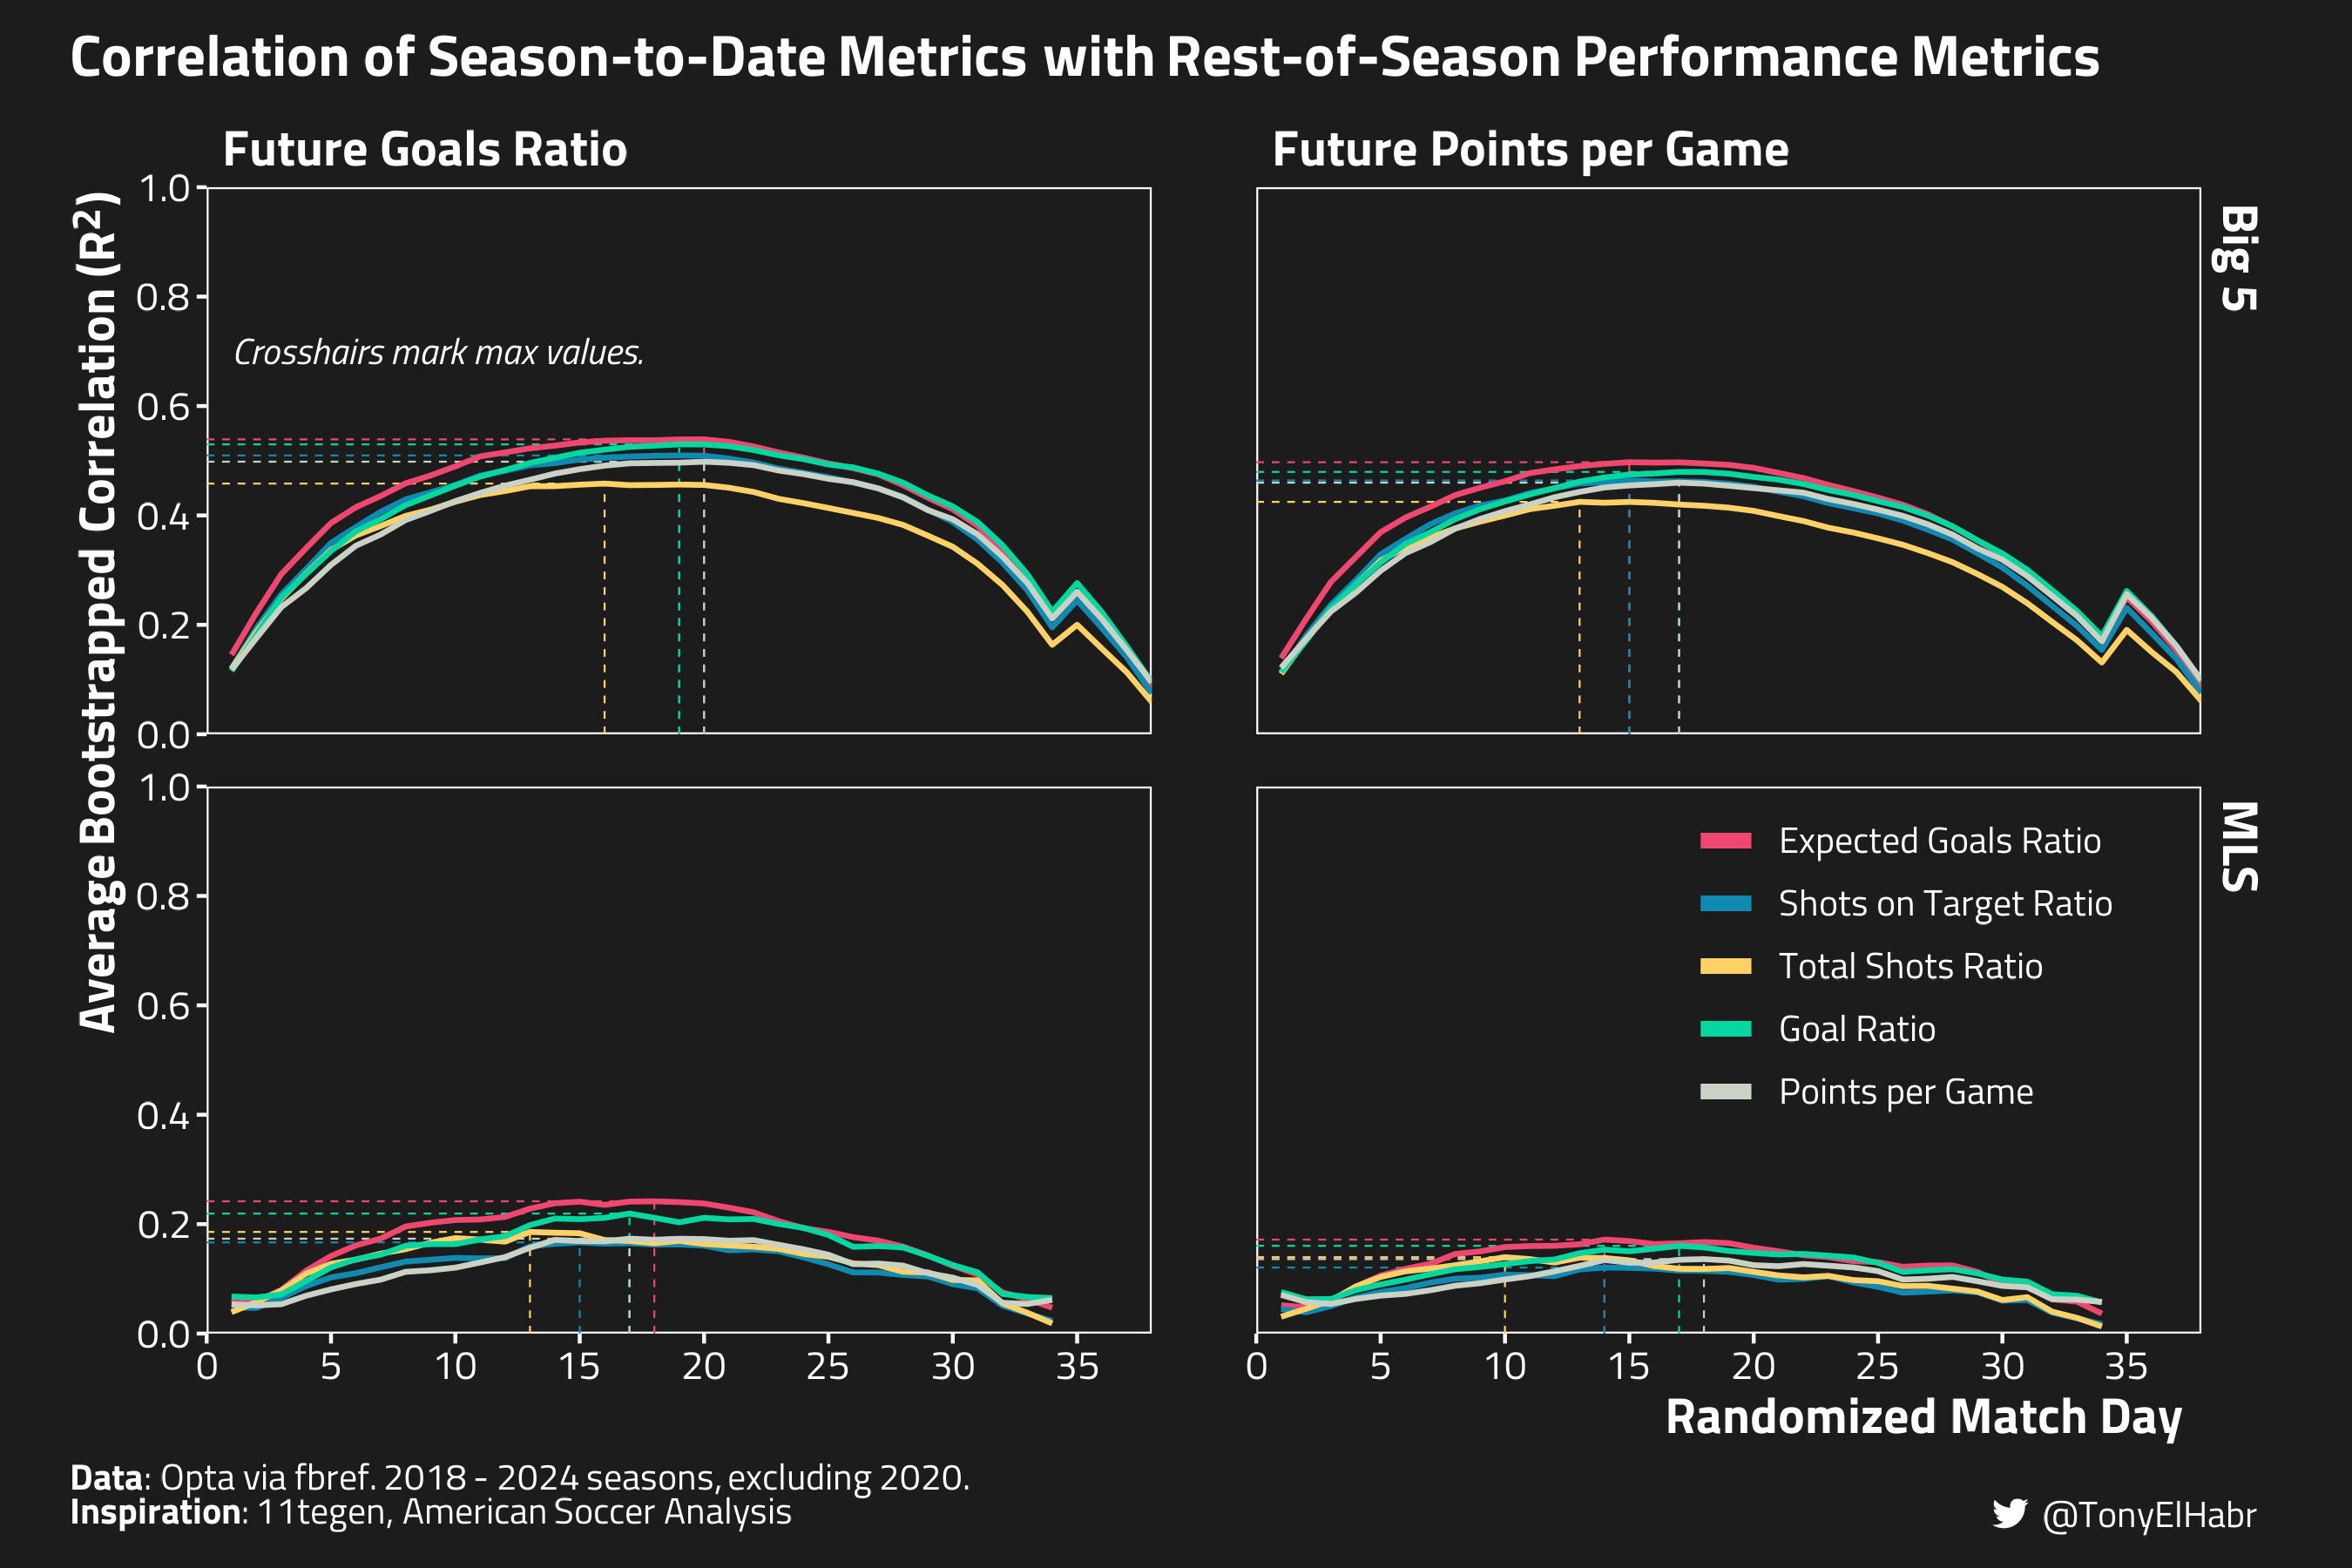 Correlation of Season-to-Date Metrics with Rest-of-Season Performance Metrics
Future Goals Ratio
Future Points per Game
Average Bootstrapped Correlation (R²)
1.0
0.8
0.6
0.4
0.2
0.0
Crosshairs mark max values.
Big 5
1.0
0.8
0.6
0.4
0.2
0.0
MLS
Expected Goals Ratio
Shots on Target Ratio
Total Shots Ratio
Goal Ratio
Points per Game
0 5 10 15 20 25 30 35
0 5 10 15 20 25 30 35
Randomized Match Day
Data: Opta via fbref. 2018 - 2024 seasons, excluding 2020.
Inspiration: 11tegen, American Soccer Analysis
@TonyElHabr